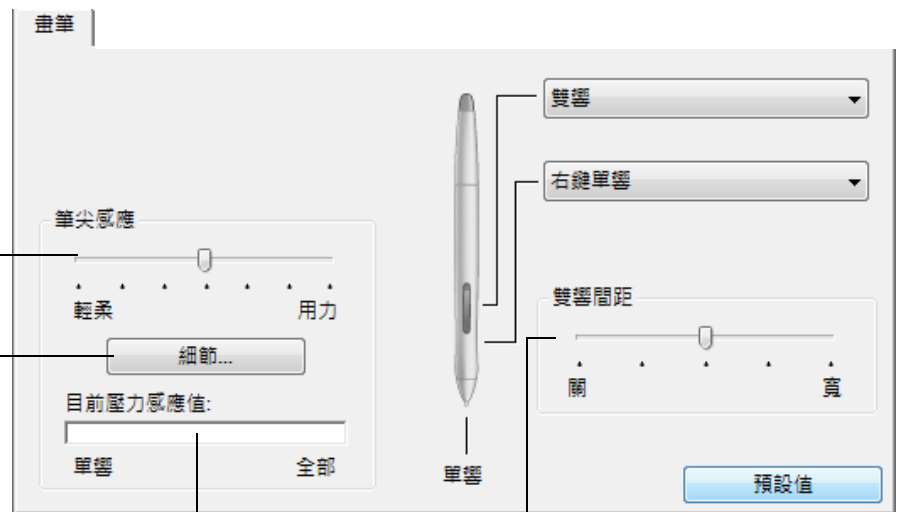 畫筆
雙響
右鍵單響
筆尖感應
輕柔 用力
細節...
目前壓力感應值:
單響 全部
單響
雙響間距
關 寬
預設值